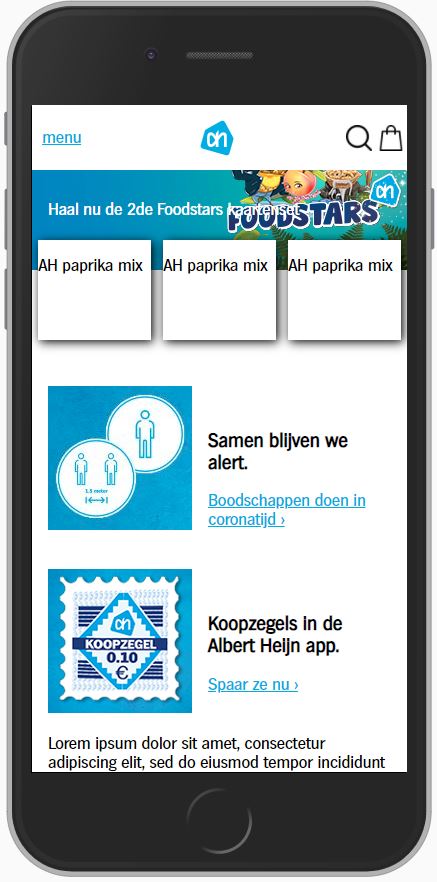 menu
ah
Haal nu de 2de Foodstars kaartenset
FOODSTARS
AH paprika mix AH paprika mix AH paprika mix
1,5 meter
Samen blijven we
alert.
Boodschappen doen in
coronatijd ›
KOOPZEGEL
0.10
€
Koopzegels in de
Albert Heijn app.
Spaar ze nu ›
Lorem ipsum dolor sit amet, consectetur
adipiscing elit, sed do eiusmod tempor incididunt